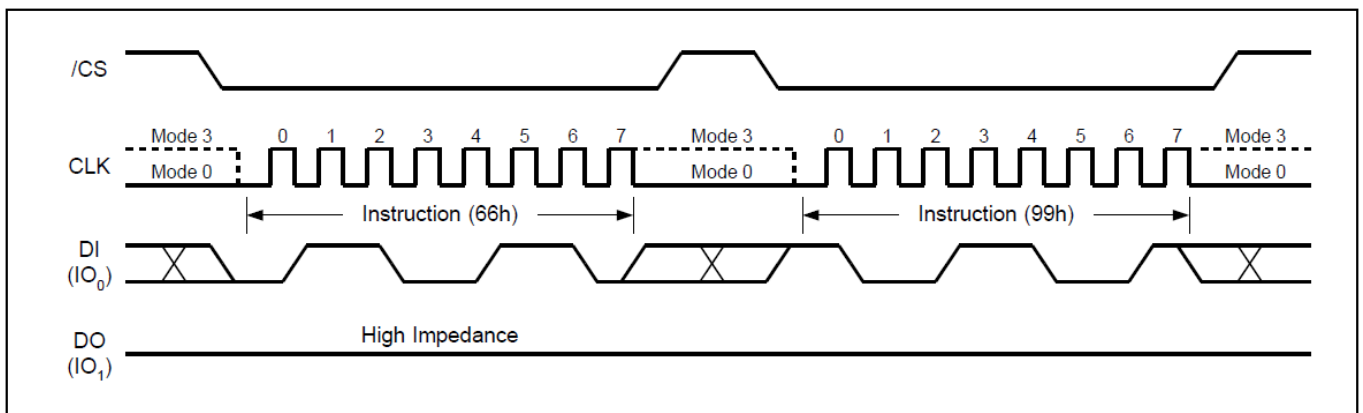 /CS
Mode 3 0 1 2 3 4 5 6 7 Mode 3 0 1 2 3 4 5 6 7 Mode 3
CLK
Mode 0 Mode 0 Mode 0
Instruction (66h) Instruction (99h)
DI
(IO₀)
High Impedance
DO
(IO₁)